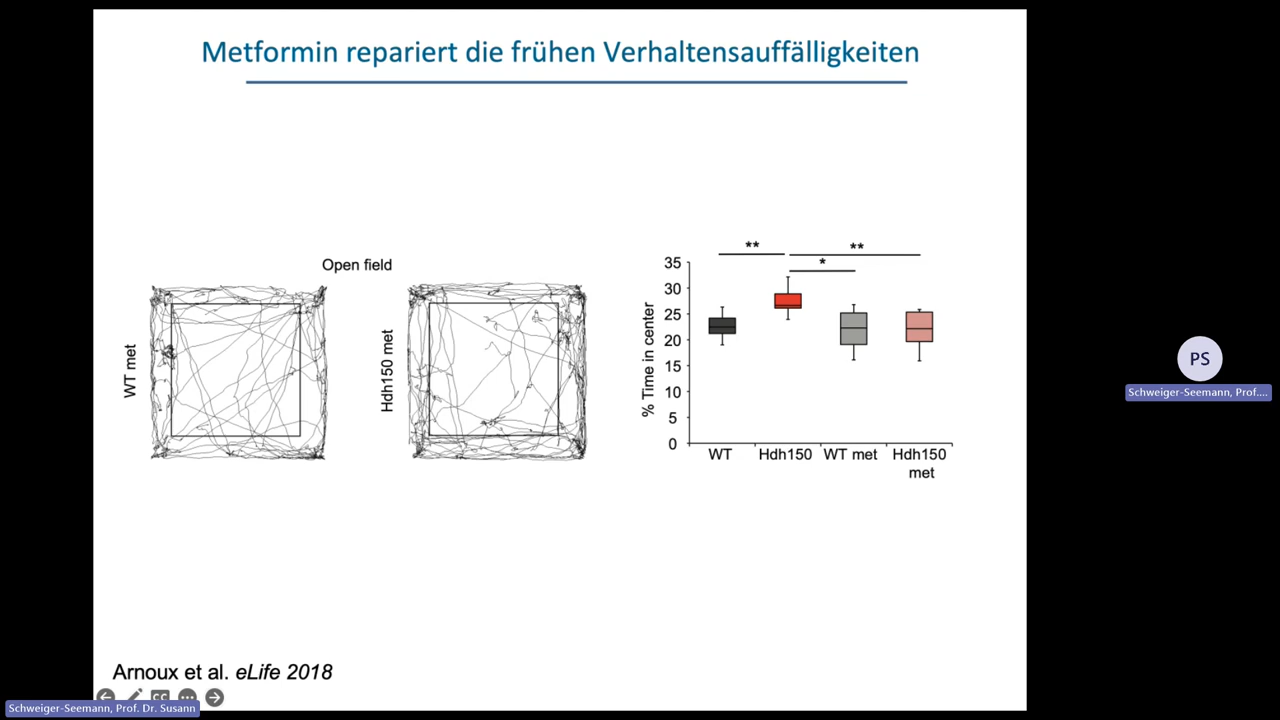 Metformin repariert die frühen Verhaltensauffälligkeiten
Open field
WT met
Hdh150 met
% Time in center
35
30
25
20
15
10
5
0
**
**
*
WT
Hdh150
WT met
Hdh150 met
Arnoux et al. eLife 2018
CC
Schweiger-Seemann, Prof. Dr. Susann
PS
Schweiger-Seemann, Prof....